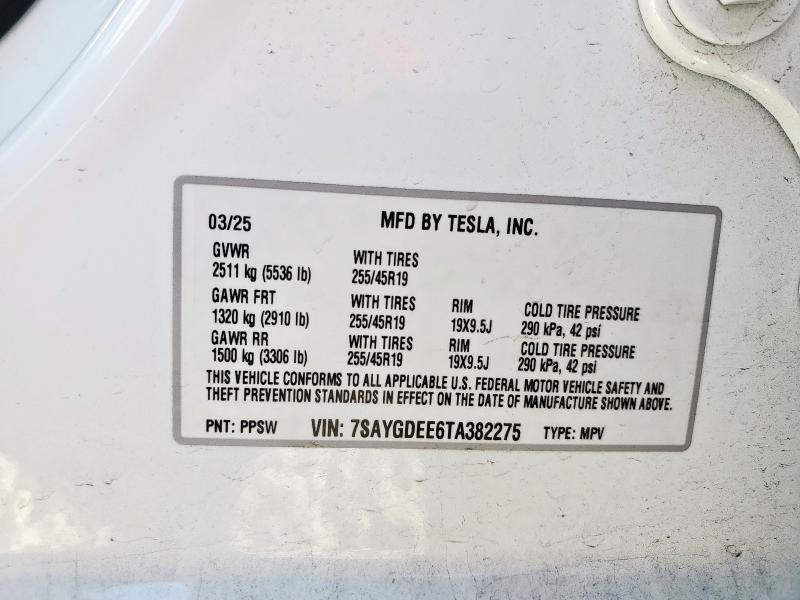 03/25 MFD BY TESLA, INC.
GVWR WITH TIRES
2511 kg (5536 lb) 255/45R19
GAWR FRT WITH TIRES RIM COLD TIRE PRESSURE
1320 kg (2910 lb) 255/45R19 19X9.5J 290 kPa, 42 psi
GAWR RR WITH TIRES RIM COLD TIRE PRESSURE
1500 kg (3306 lb) 255/45R19 19X9.5J 290 kPa, 42 psi
THIS VEHICLE CONFORMS TO ALL APPLICABLE U.S. FEDERAL MOTOR VEHICLE SAFETY AND
THEFT PREVENTION STANDARDS IN EFFECT ON THE DATE OF MANUFACTURE SHOWN ABOVE.
PNT: PPSW VIN: 7SAYGDEE6TA382275 TYPE: MPV